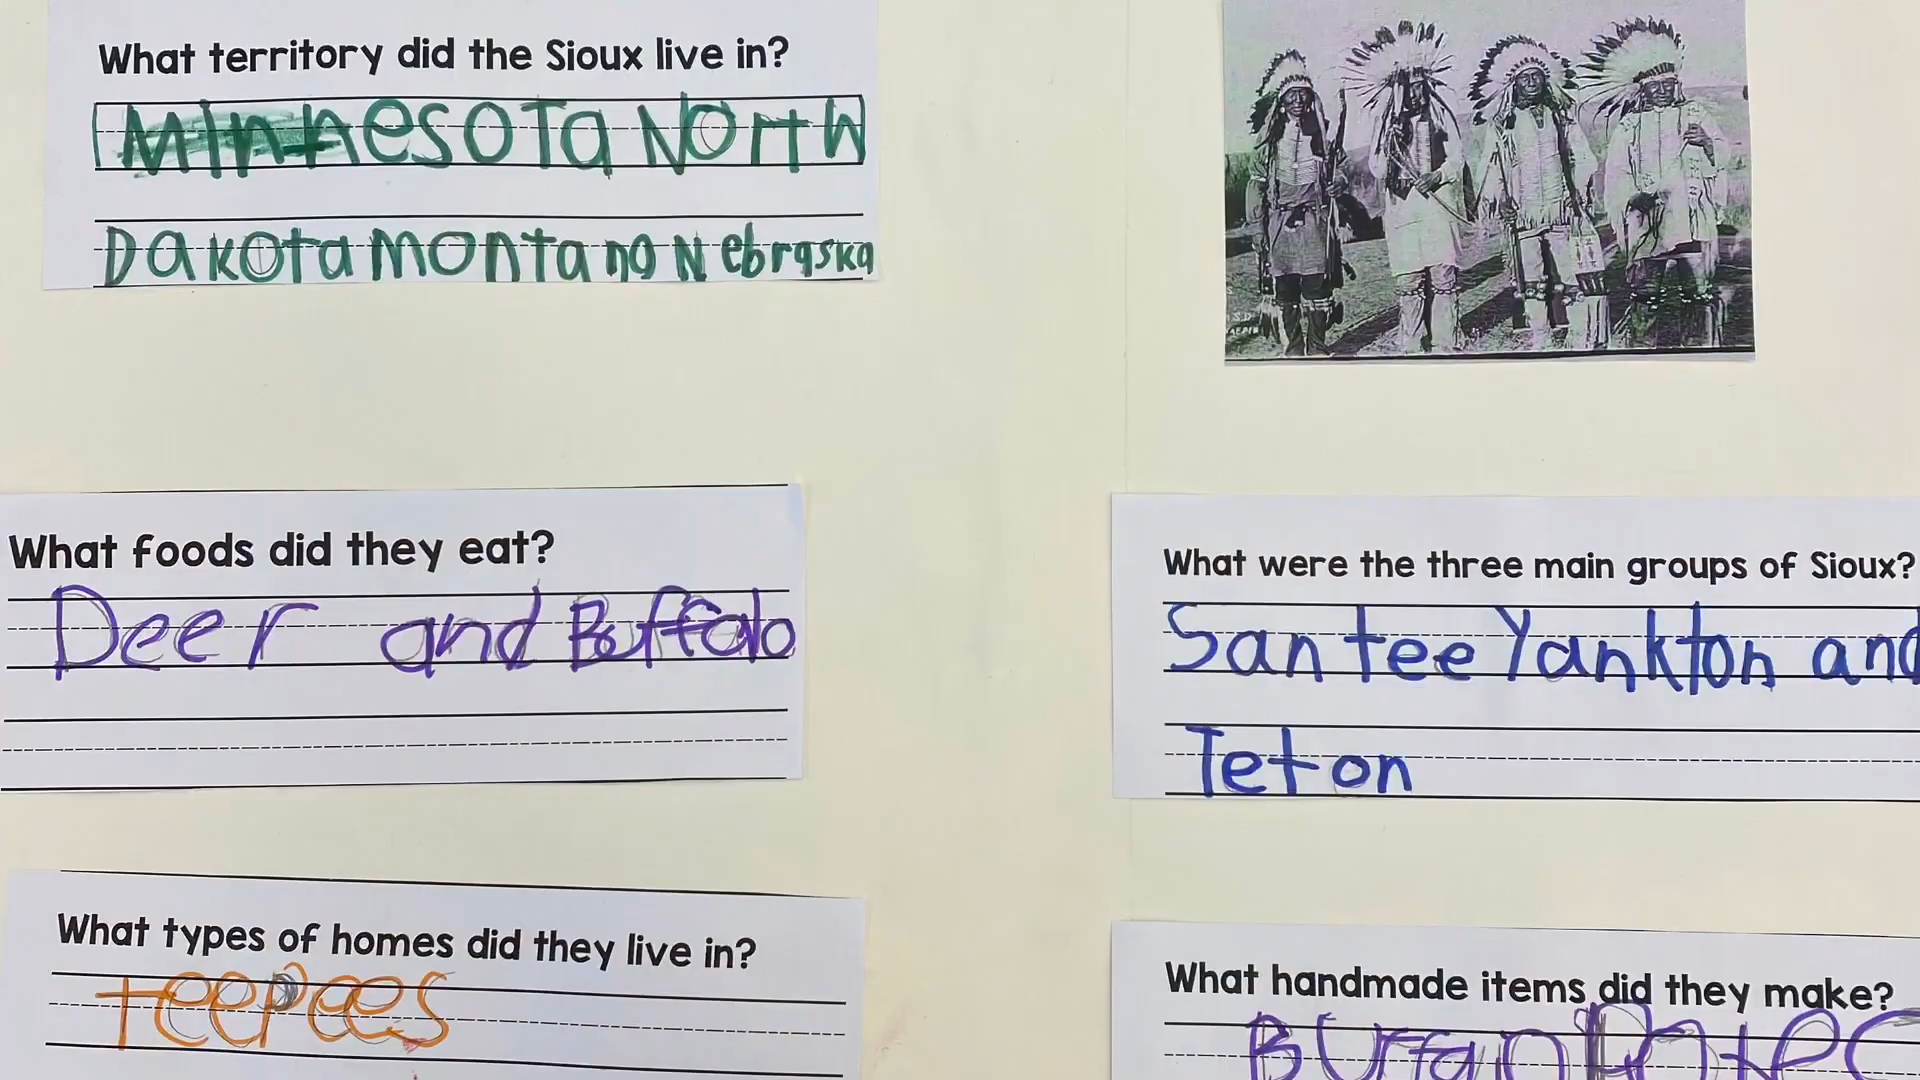 What territory did the Sioux live in?
Minnesota North
Dakota montana Nebraska
What foods did they eat?
Deer and Buffalo
What were the three main groups of Sioux?
Santee Yankton and
Teton
What types of homes did they live in?
teepees
What handmade items did they make?